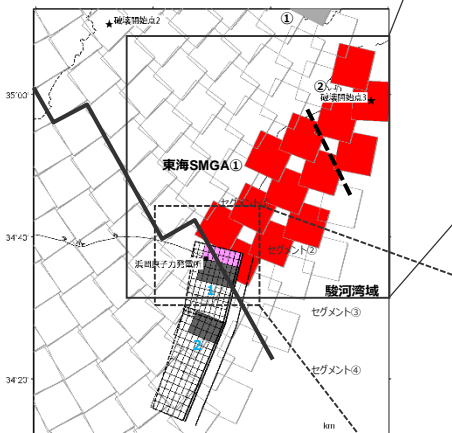 ①
★破壊開始点2
35°00'
②
破壊開始点3★
東海SMGA①
34°40'
セグメント②
浜岡原子力発電所
1
駿河湾域
セグメント③
2
34°20'
セグメント④
km